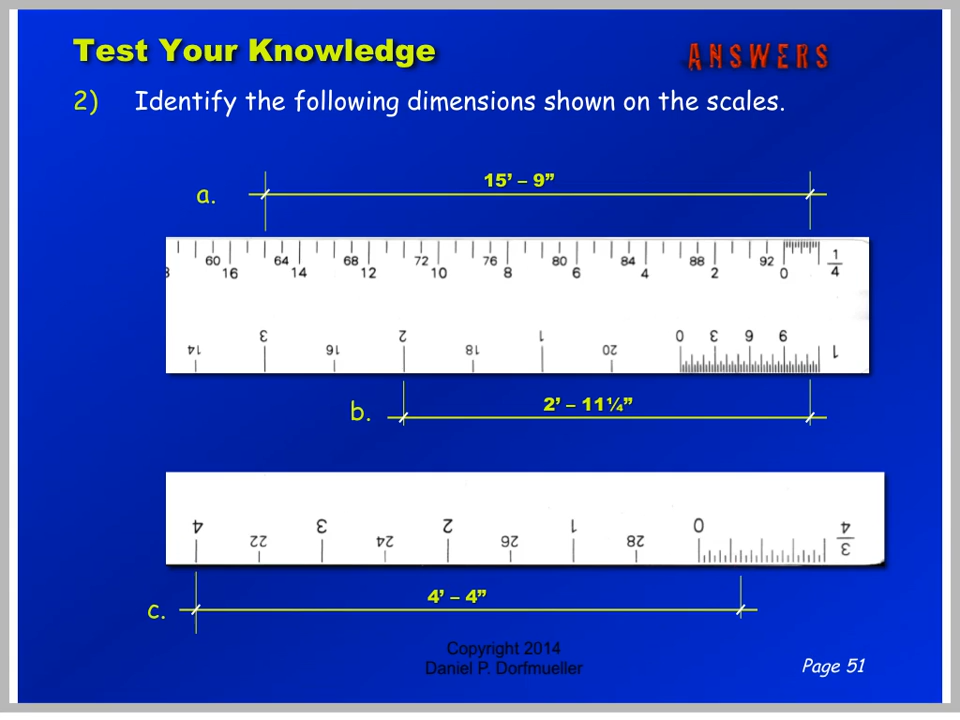 Test Your Knowledge
ANSWERS
2) Identify the following dimensions shown on the scales.
15’ – 9”
a.
60 64 68 72 76 80 84 88 92 1/4
16 14 12 10 8 6 4 2 0
3 2 1 0 3 6 9
14 16 18 20 1
b. 2’ – 11¼”
4 3 2 1 0 3/4
22 24 26 28
4’ – 4”
c.
Copyright 2014
Daniel P. Dorfmueller
Page 51